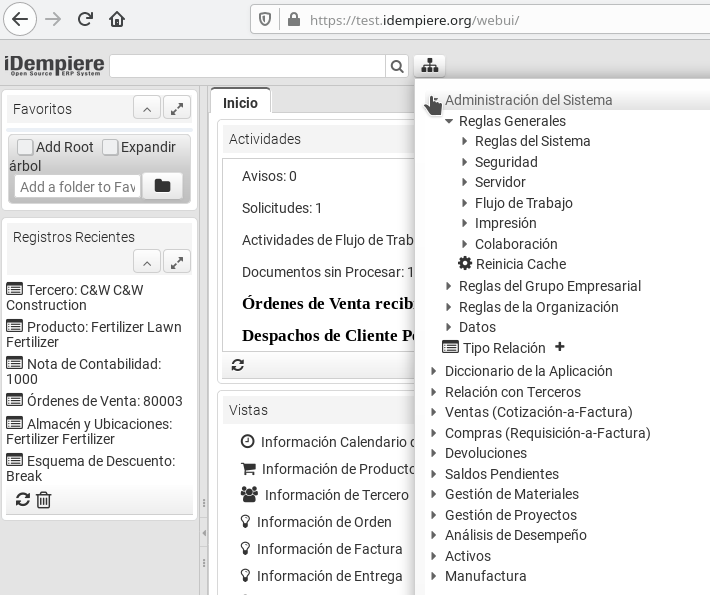 https://test.idempiere.org/webui/
iDempiere
Open Source ERP System
Favoritos
Add Root Expandir
árbol
Add a folder to Fav
Registros Recientes
Tercero: C&W C&W
Construction
Producto: Fertilizer Lawn
Fertilizer
Nota de Contabilidad:
1000
Órdenes de Venta: 80003
Almacén y Ubicaciones:
Fertilizer Fertilizer
Esquema de Descuento:
Break
Inicio
Actividades
Avisos: 0
Solicitudes: 1
Actividades de Flujo de Trab
Documentos sin Procesar: 1
Órdenes de Venta recib
Despachos de Cliente Pe
Vistas
Información Calendario
Información de Producto
Información de Tercero
Información de Orden
Información de Factura
Información de Entrega
Administración del Sistema
Reglas Generales
Reglas del Sistema
Seguridad
Servidor
Flujo de Trabajo
Impresión
Colaboración
Reinicia Cache
Reglas del Grupo Empresarial
Reglas de la Organización
Datos
Tipo Relación
Diccionario de la Aplicación
Relación con Terceros
Ventas (Cotización-a-Factura)
Compras (Requisición-a-Factura)
Devoluciones
Saldos Pendientes
Gestión de Materiales
Gestión de Proyectos
Análisis de Desempeño
Activos
Manufactura